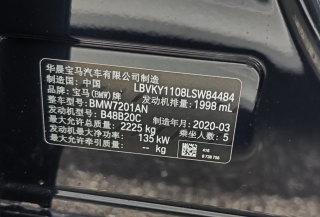 华晨宝马汽车有限公司制造
制造国: 中国 LBVKY1108LSW84484
品牌: 宝马(BMW)牌 发动机排量: 1998 mL
整车型号: BMW7201AN
发动机型号: B48B20C 制造年月: 2020-03
最大允许总质量: 2225 kg 乘坐人数: 5
发动机最大净功率: 135 kW
最大允许牵引质量: -- kg